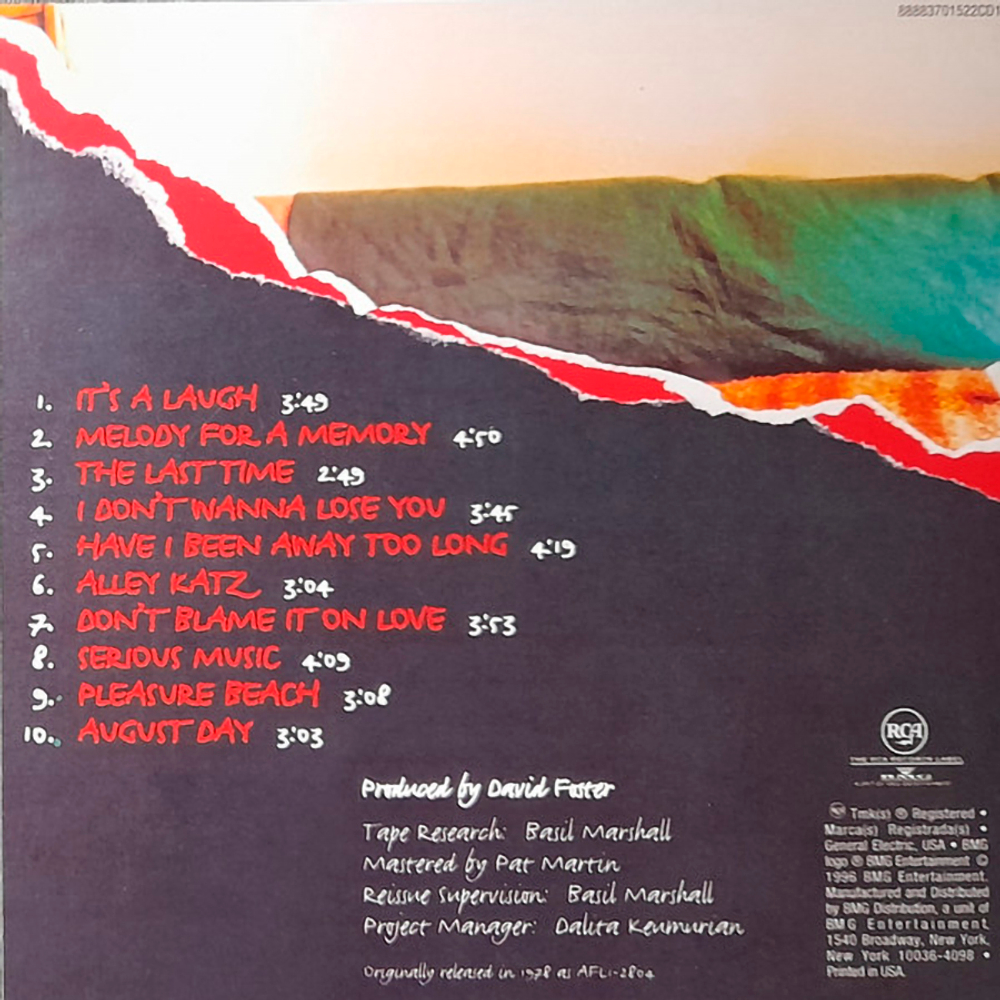 88883701522CD1
1. IT'S A LAUGH 3:49
2. MELODY FOR A MEMORY 4:50
3. THE LAST TIME 2:49
4. I DON'T WANNA LOSE YOU 3:45
5. HAVE I BEEN AWAY TOO LONG 4:19
6. ALLEY KATZ 3:04
7. DON'T BLAME IT ON LOVE 3:53
8. SERIOUS MUSIC 4:09
9. PLEASURE BEACH 3:08
10. AUGUST DAY 3:03
Produced by David Foster
Tape Research: Basil Marshall
Mastered by Pat Martin
Reissue Supervision: Basil Marshall
Project Manager: Dalita Keumurian
Originally released in 1978 as AFL1-2804
RCA
THE RCA RECORDS LABEL
BMG
Tmk(s) ® Registered •
Marca(s) Registrada(s) •
General Electric, USA • BMG
logo ® BMG Entertainment ©
1996 BMG Entertainment.
Manufactured and Distributed
by BMG Distribution, a unit of
BMG Entertainment,
1540 Broadway, New York,
New York 10036-4098 •
Printed in USA.